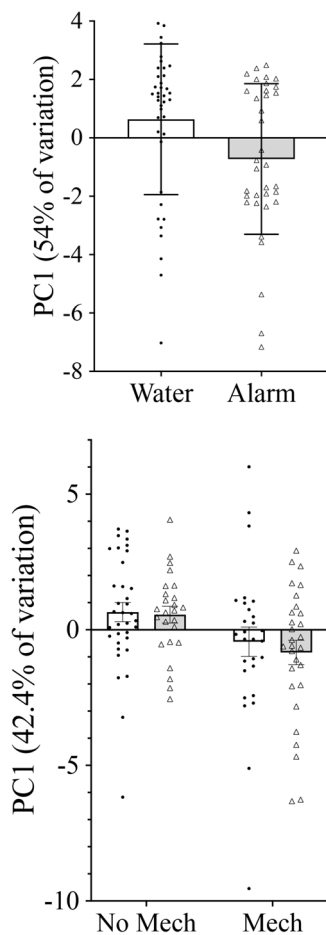 4
2
0
-2
-4
-6
-8
PC1 (54% of variation)
Water Alarm
5
0
-5
-10
PC1 (42.4% of variation)
No Mech Mech